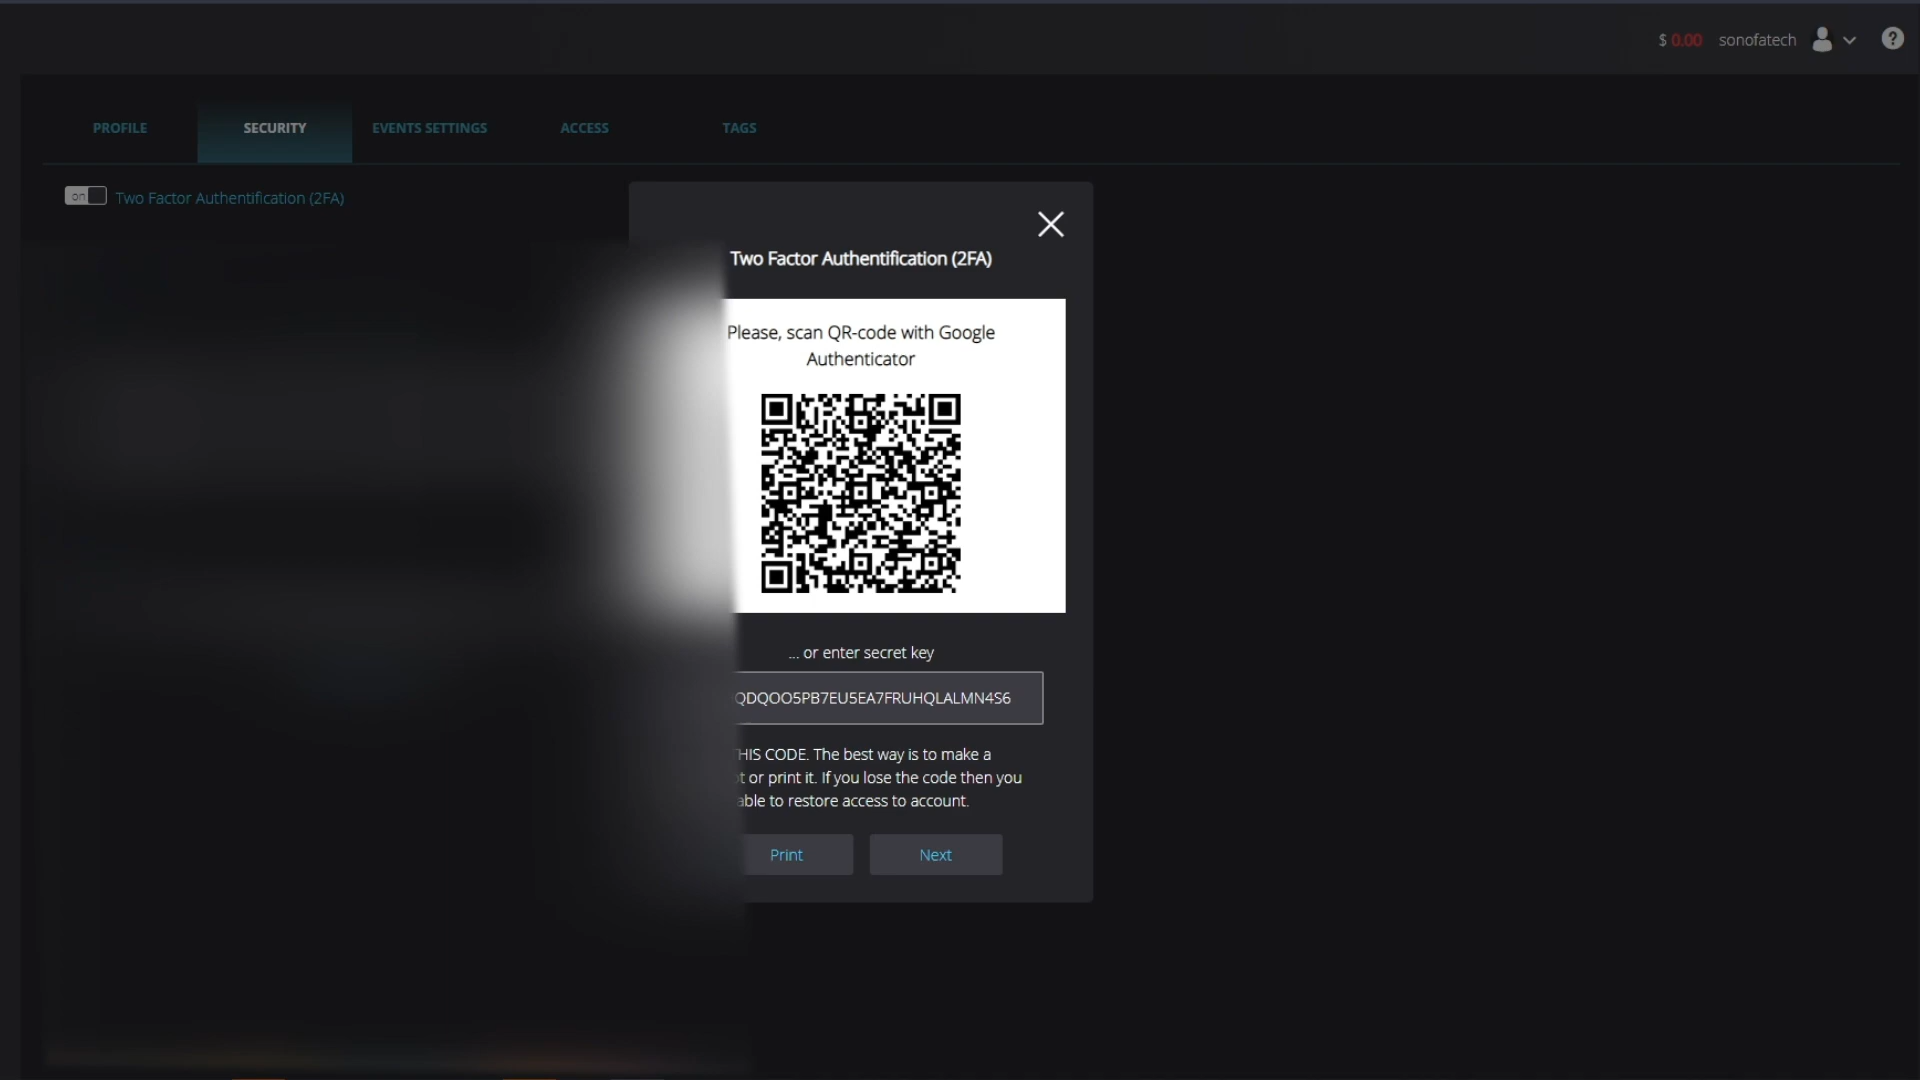 $ 0.00 sonofatech
PROFILE SECURITY EVENTS SETTINGS ACCESS TAGS
on Two Factor Authentification (2FA)
Two Factor Authentification (2FA)
Please, scan QR-code with Google
Authenticator
... or enter secret key
QDQOO5PB7EU5EA7FRUHQLALMN4S6
THIS CODE. The best way is to make a
or print it. If you lose the code then you
able to restore access to account.
Print Next